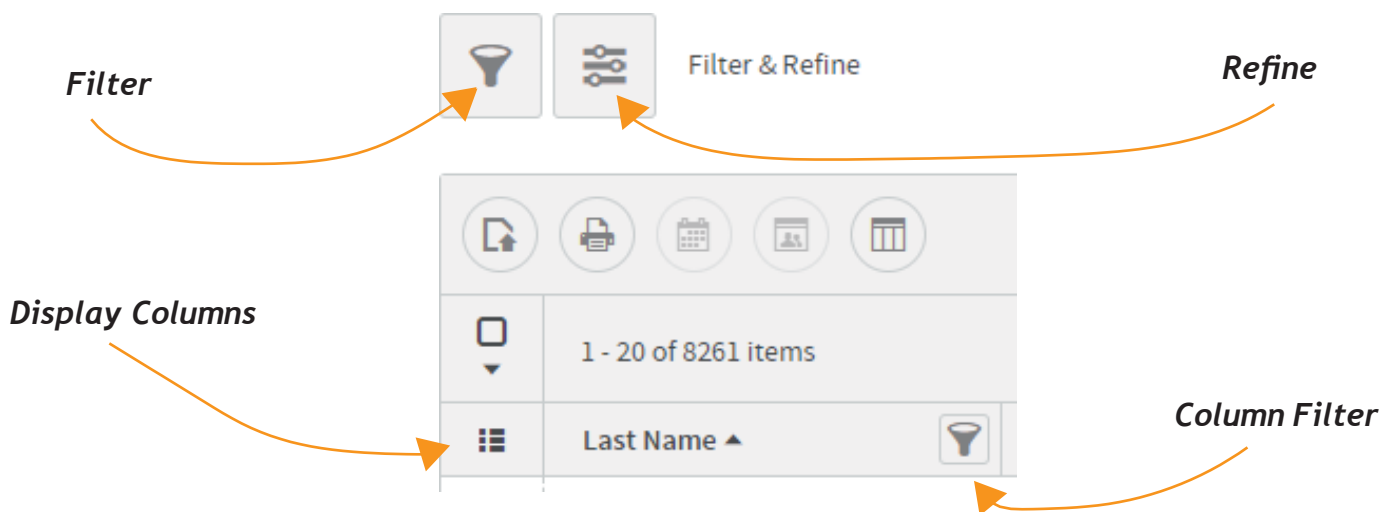 Filter
Filter & Refine
Refine
Display Columns
1 - 20 of 8261 items
Last Name
Column Filter